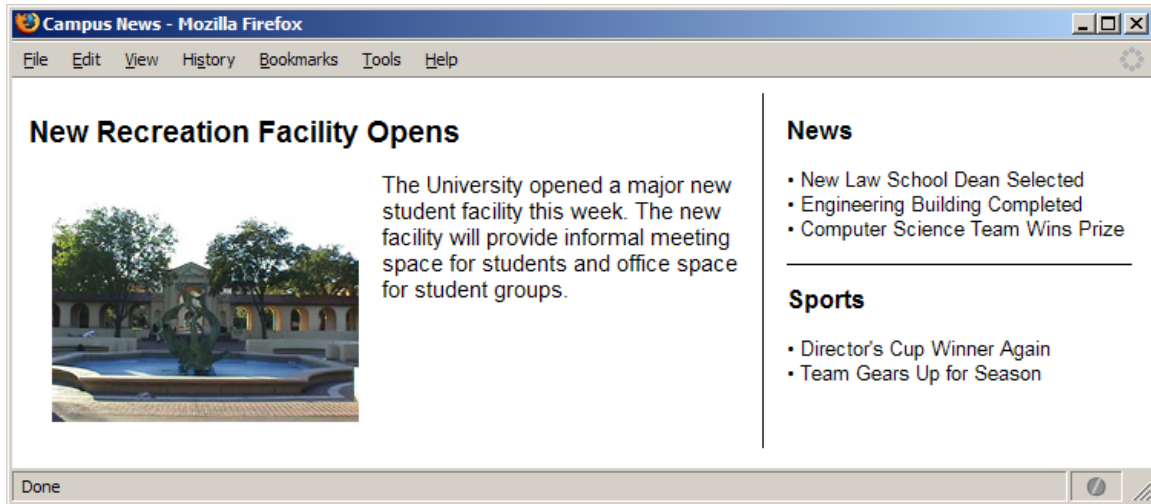 Campus News - Mozilla Firefox
File Edit View History Bookmarks Tools Help
New Recreation Facility Opens
The University opened a major new
student facility this week. The new
facility will provide informal meeting
space for students and office space
for student groups.
News
• New Law School Dean Selected
• Engineering Building Completed
• Computer Science Team Wins Prize
Sports
• Director's Cup Winner Again
• Team Gears Up for Season
Done